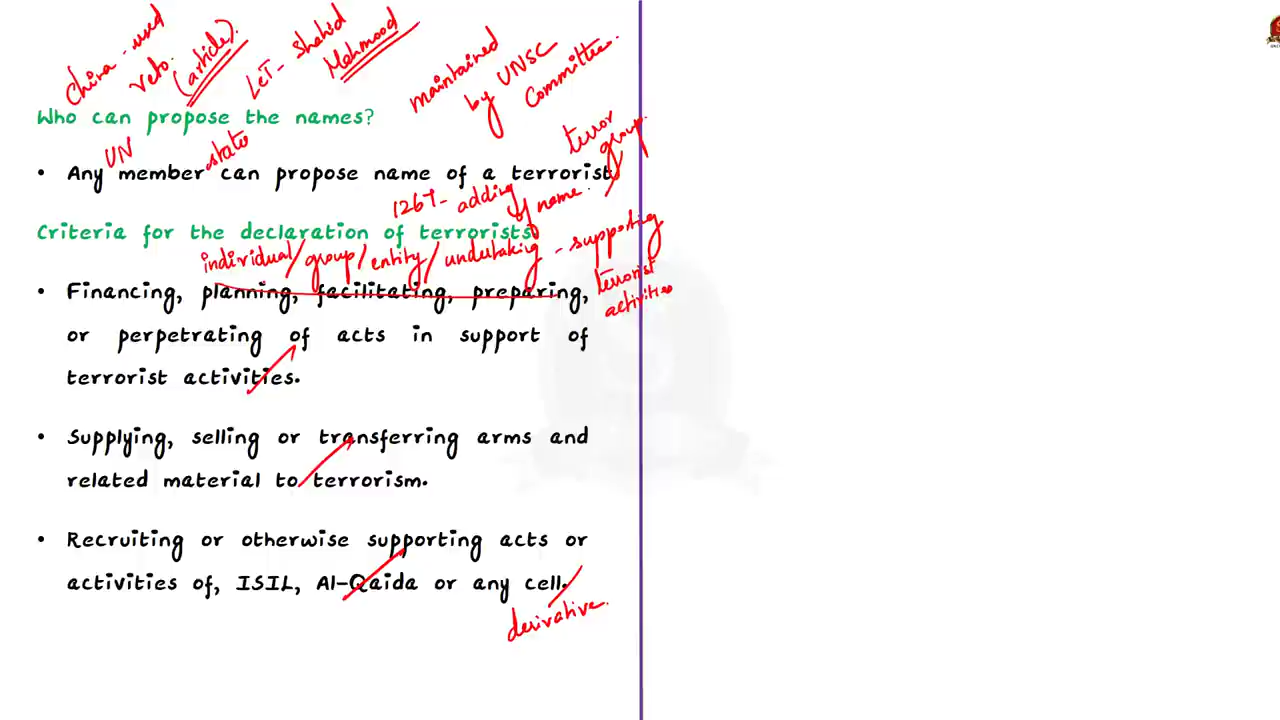 China - used
veto.
(article).
LeT - Shahid
Mehmood
maintained
by UNSC
Committee.
Who can propose the names?
UN
state
terror
group.
• Any member can propose name of a terrorist
1267 - adding
of name.
Criteria for the declaration of terrorists
individual/group/entity/undertaking - supporting
terrorist
activities
• Financing, planning, facilitating, preparing,
or perpetrating of acts in support of
terrorist activities.
• Supplying, selling or transferring arms and
related material to terrorism.
• Recruiting or otherwise supporting acts or
activities of, ISIL, Al-Qaida or any cell.
derivative.